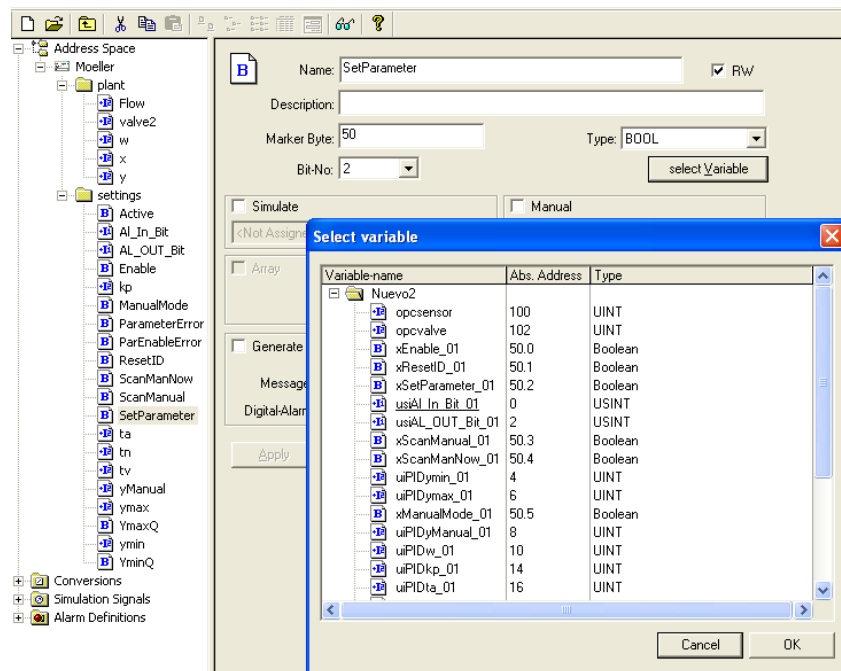 Address Space
Moeller
plant
Flow
valve2
w
x
y
settings
Active
Al_In_Bit
AL_OUT_Bit
Enable
kp
ManualMode
ParameterError
ParEnableError
ResetID
ScanManNow
ScanManual
SetParameter
ta
tn
tv
yManual
ymax
YmaxQ
ymin
YminQ
Conversions
Simulation Signals
Alarm Definitions
B Name: SetParameter RW
Description:
Marker Byte: 50 Type: BOOL
Bit-No: 2 select Variable
Simulate Manual
<Not Assigne
Array
Generate
Message
Digital-Alarm
Apply
Select variable
Variable-name Abs. Address Type
Nuevo2
opcsensor 100 UINT
opcvalve 102 UINT
xEnable_01 50.0 Boolean
xResetID_01 50.1 Boolean
xSetParameter_01 50.2 Boolean
usiAl_In_Bit_01 0 USINT
usiAL_OUT_Bit_01 2 USINT
xScanManual_01 50.3 Boolean
xScanManNow_01 50.4 Boolean
uiPIDymin_01 4 UINT
uiPIDymax_01 6 UINT
xManualMode_01 50.5 Boolean
uiPIDyManual_01 8 UINT
uiPIDw_01 10 UINT
uiPIDkp_01 14 UINT
uiPIDta_01 16 UINT
Cancel OK